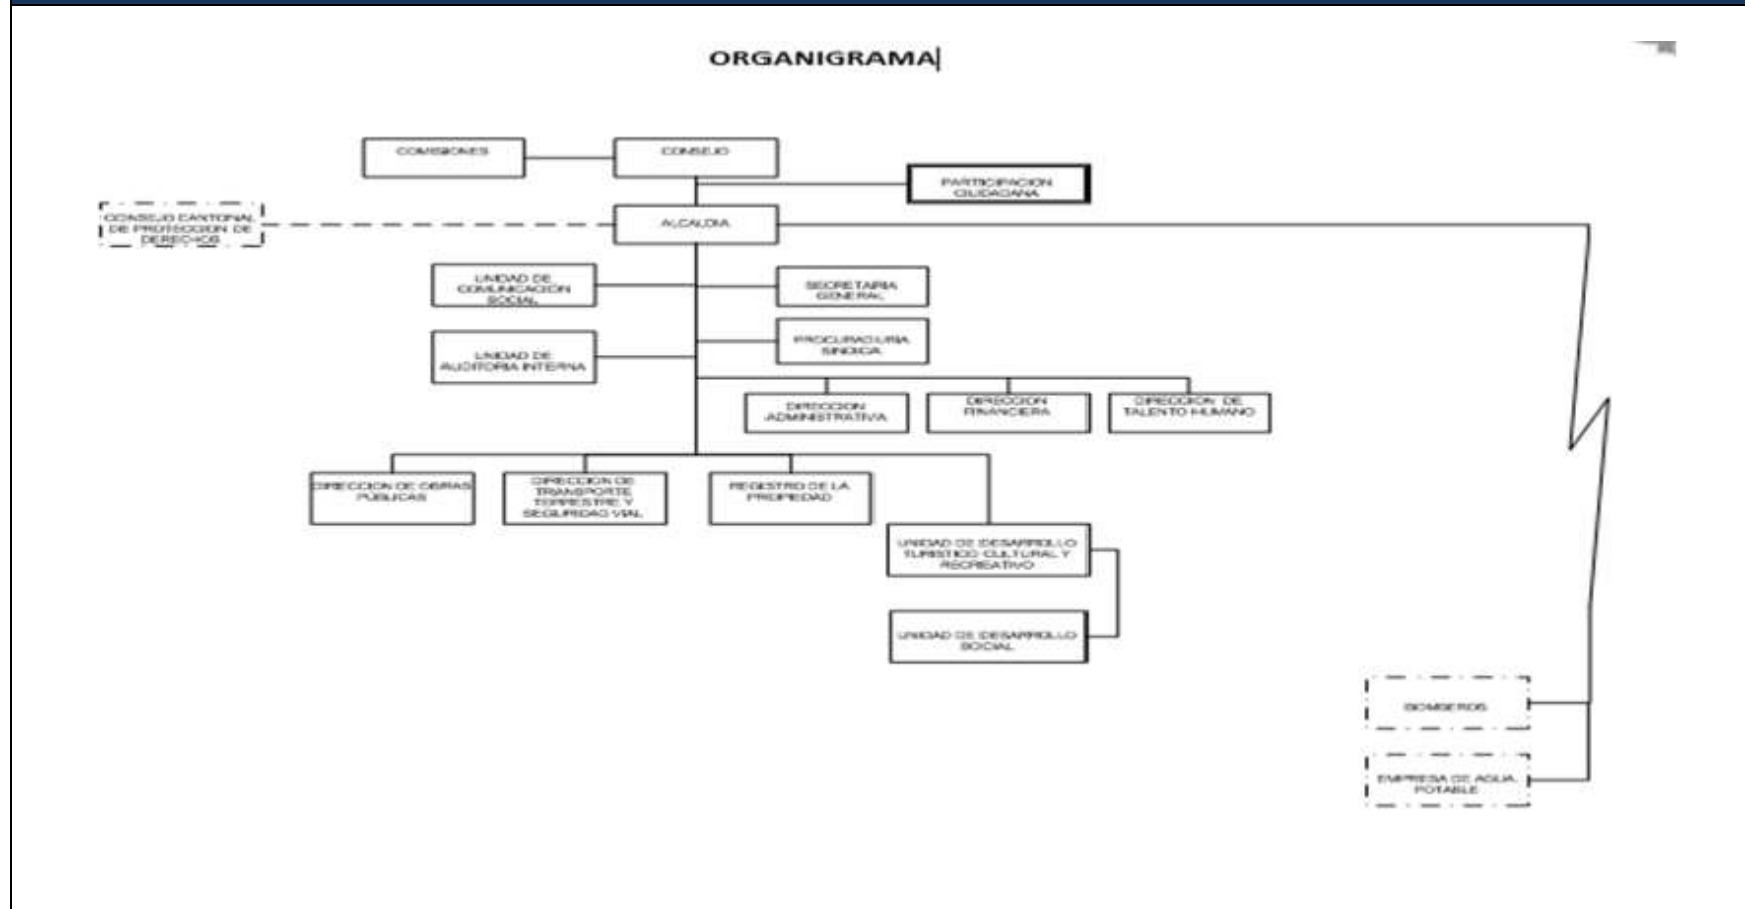 ORGANIGRAMA
COMISIONES
CONSEJO
PARTICIPACION
CIUDADANA
CONSEJO CANTONAL
DE PROTECCION DE
DERECHOS
ALCALDIA
UNIDAD DE
COMUNICACIÓN
SOCIAL
SECRETARIA
GENERAL
PROCURADURIA
SINDICA
UNIDAD DE
AUDITORIA INTERNA
DIRECCION
ADMINISTRATIVA
DIRECCION
FINANCIERA
DIRECCION DE
TALENTO HUMANO
DIRECCION DE OBRAS
PÚBLICAS
DIRECCION DE
TRANSPORTE
TERRESTRE Y
SEGURIDAD VIAL
REGISTRO DE LA
PROPIEDAD
UNIDAD DE DESARROLLO
TURISTICO CULTURAL Y
RECREATIVO
UNIDAD DE DESARROLLO
SOCIAL
BOMBEROS
EMPRESA DE AGUA
POTABLE